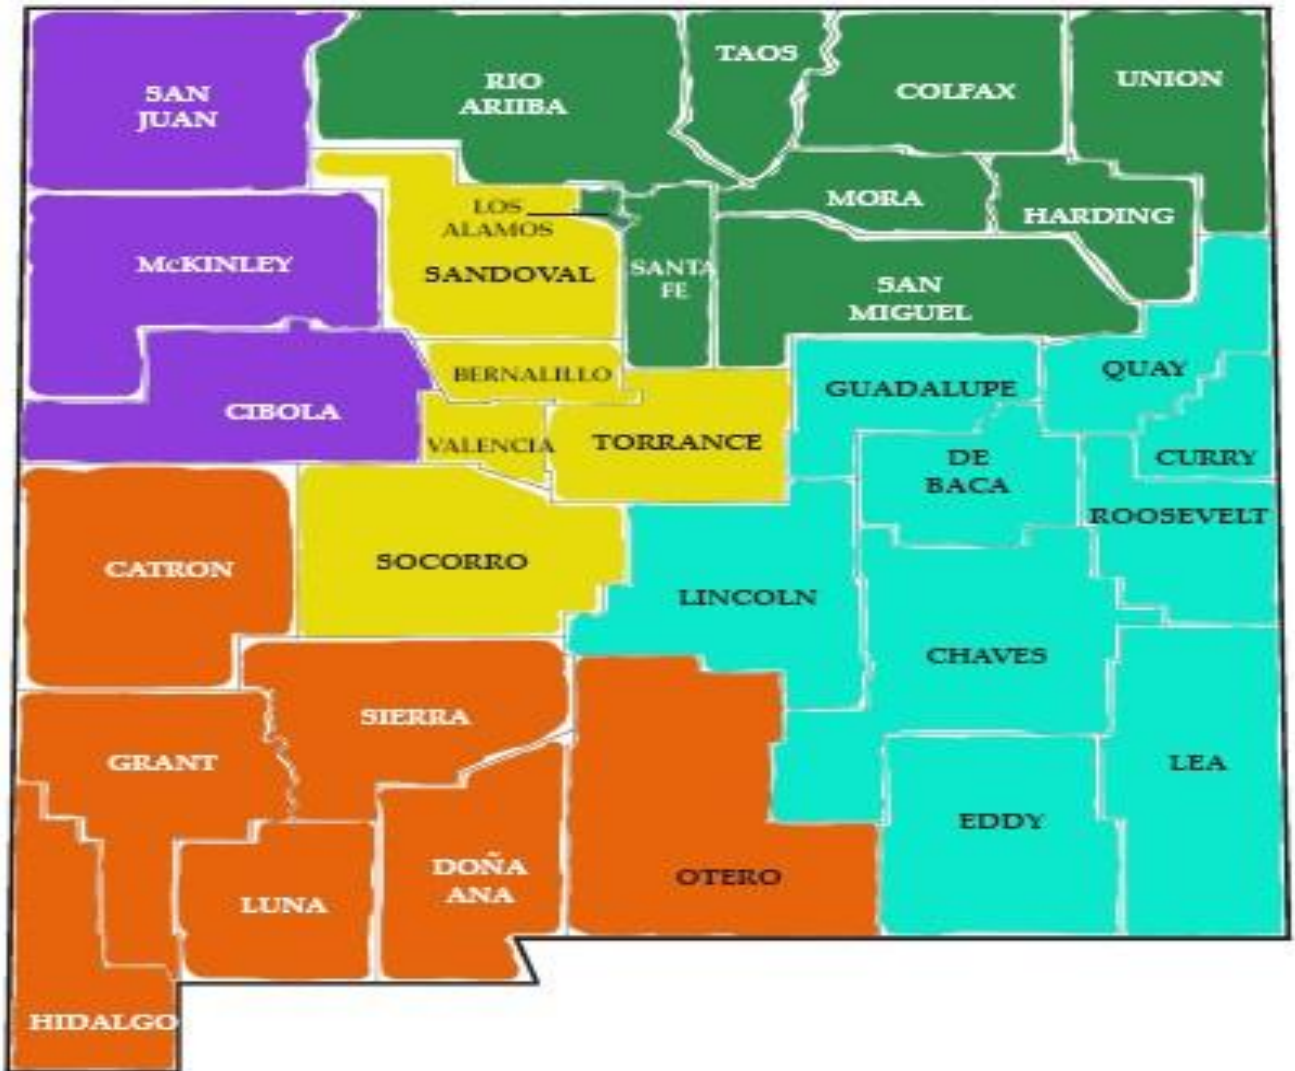 SAN
JUAN
RIO
ARIIBA
TAOS
COLFAX
UNION
McKINLEY
LOS
ALAMOS
SANDOVAL
SANTA
FE
MORA
HARDING
SAN
MIGUEL
CIBOLA
BERNALILLO
VALENCIA
TORRANCE
GUADALUPE
QUAY
DE
BACA
CURRY
ROOSEVELT
CATRON
SOCORRO
LINCOLN
CHAVES
SIERRA
GRANT
LEA
EDDY
OTERO
DOÑA
ANA
LUNA
HIDALGO